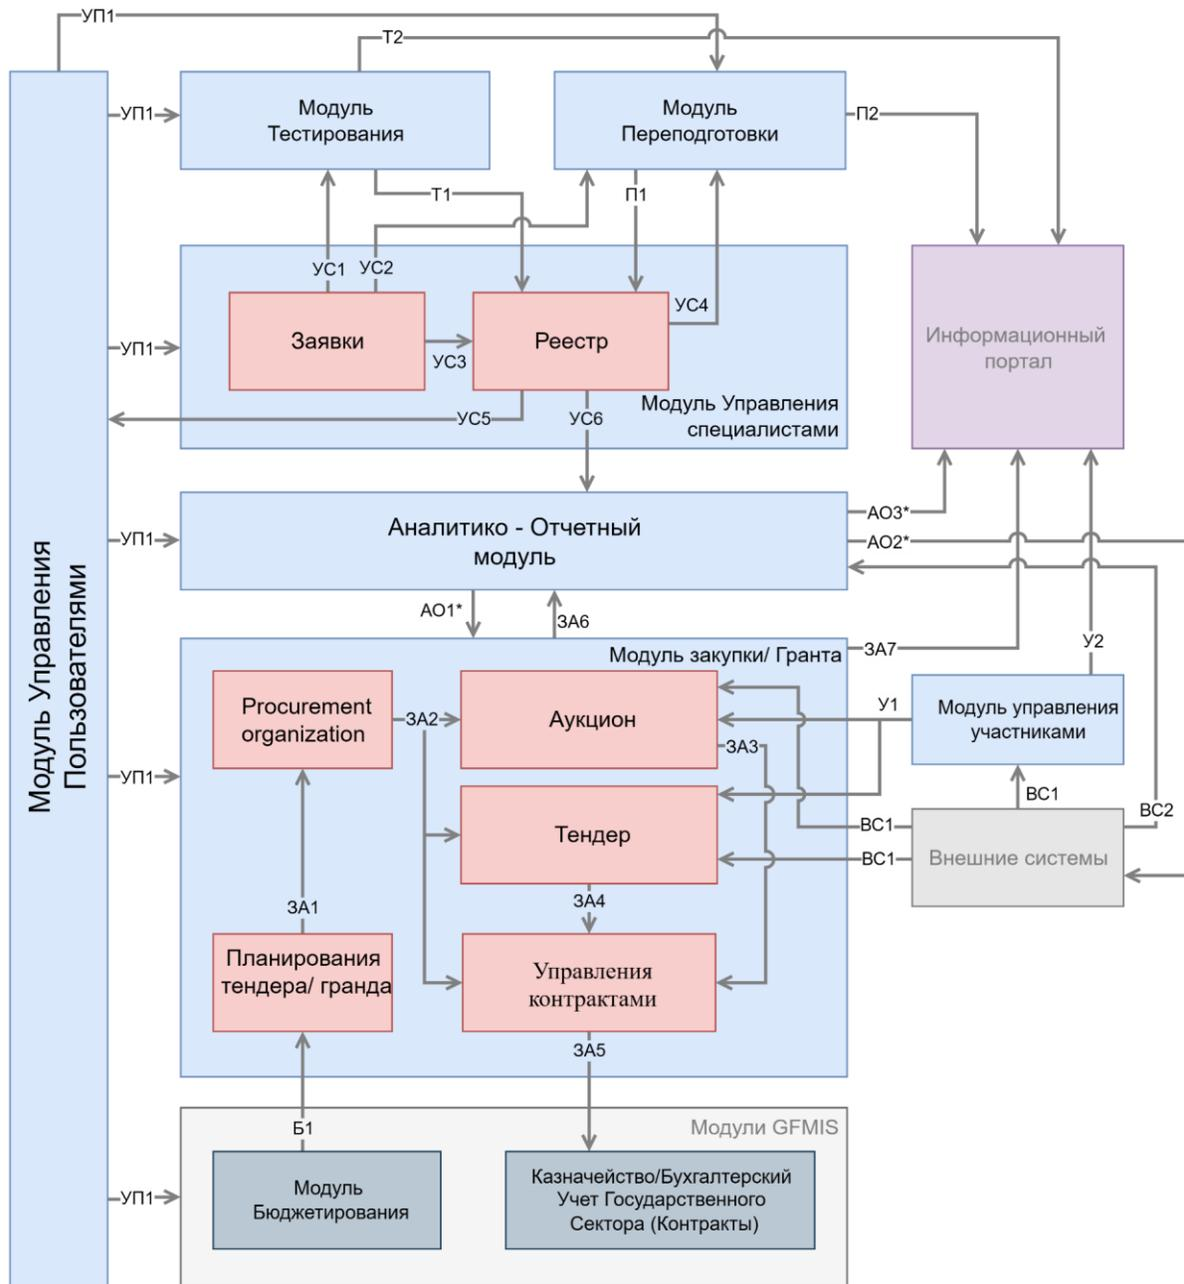 УП1
Т2
УП1
Модуль
Тестирования
Модуль
Переподготовки
П2
Т1
П1
УС1
УС2
УС4
Заявки
УС3
Реестр
УП1
Информационный
портал
УС5
УС6
Модуль Управления
специалистами
Модуль Управления
Пользователями
УП1
Аналитико - Отчетный
модуль
АО3*
АО2*
АО1*
ЗА6
Модуль закупки/ Гранта
ЗА7
У2
Procurement
organization
ЗА2
Аукцион
У1
Модуль управления
участниками
ЗА3
УП1
ВС1
ВС2
Тендер
ВС1
ВС1
Внешние системы
ЗА1
ЗА4
Планирования
тендера/ гранда
Управления
контрактами
ЗА5
Б1
Модули GFMIS
УП1
Модуль
Бюджетирования
Казначейство/Бухгалтерский
Учет Государственного
Сектора (Контракты)